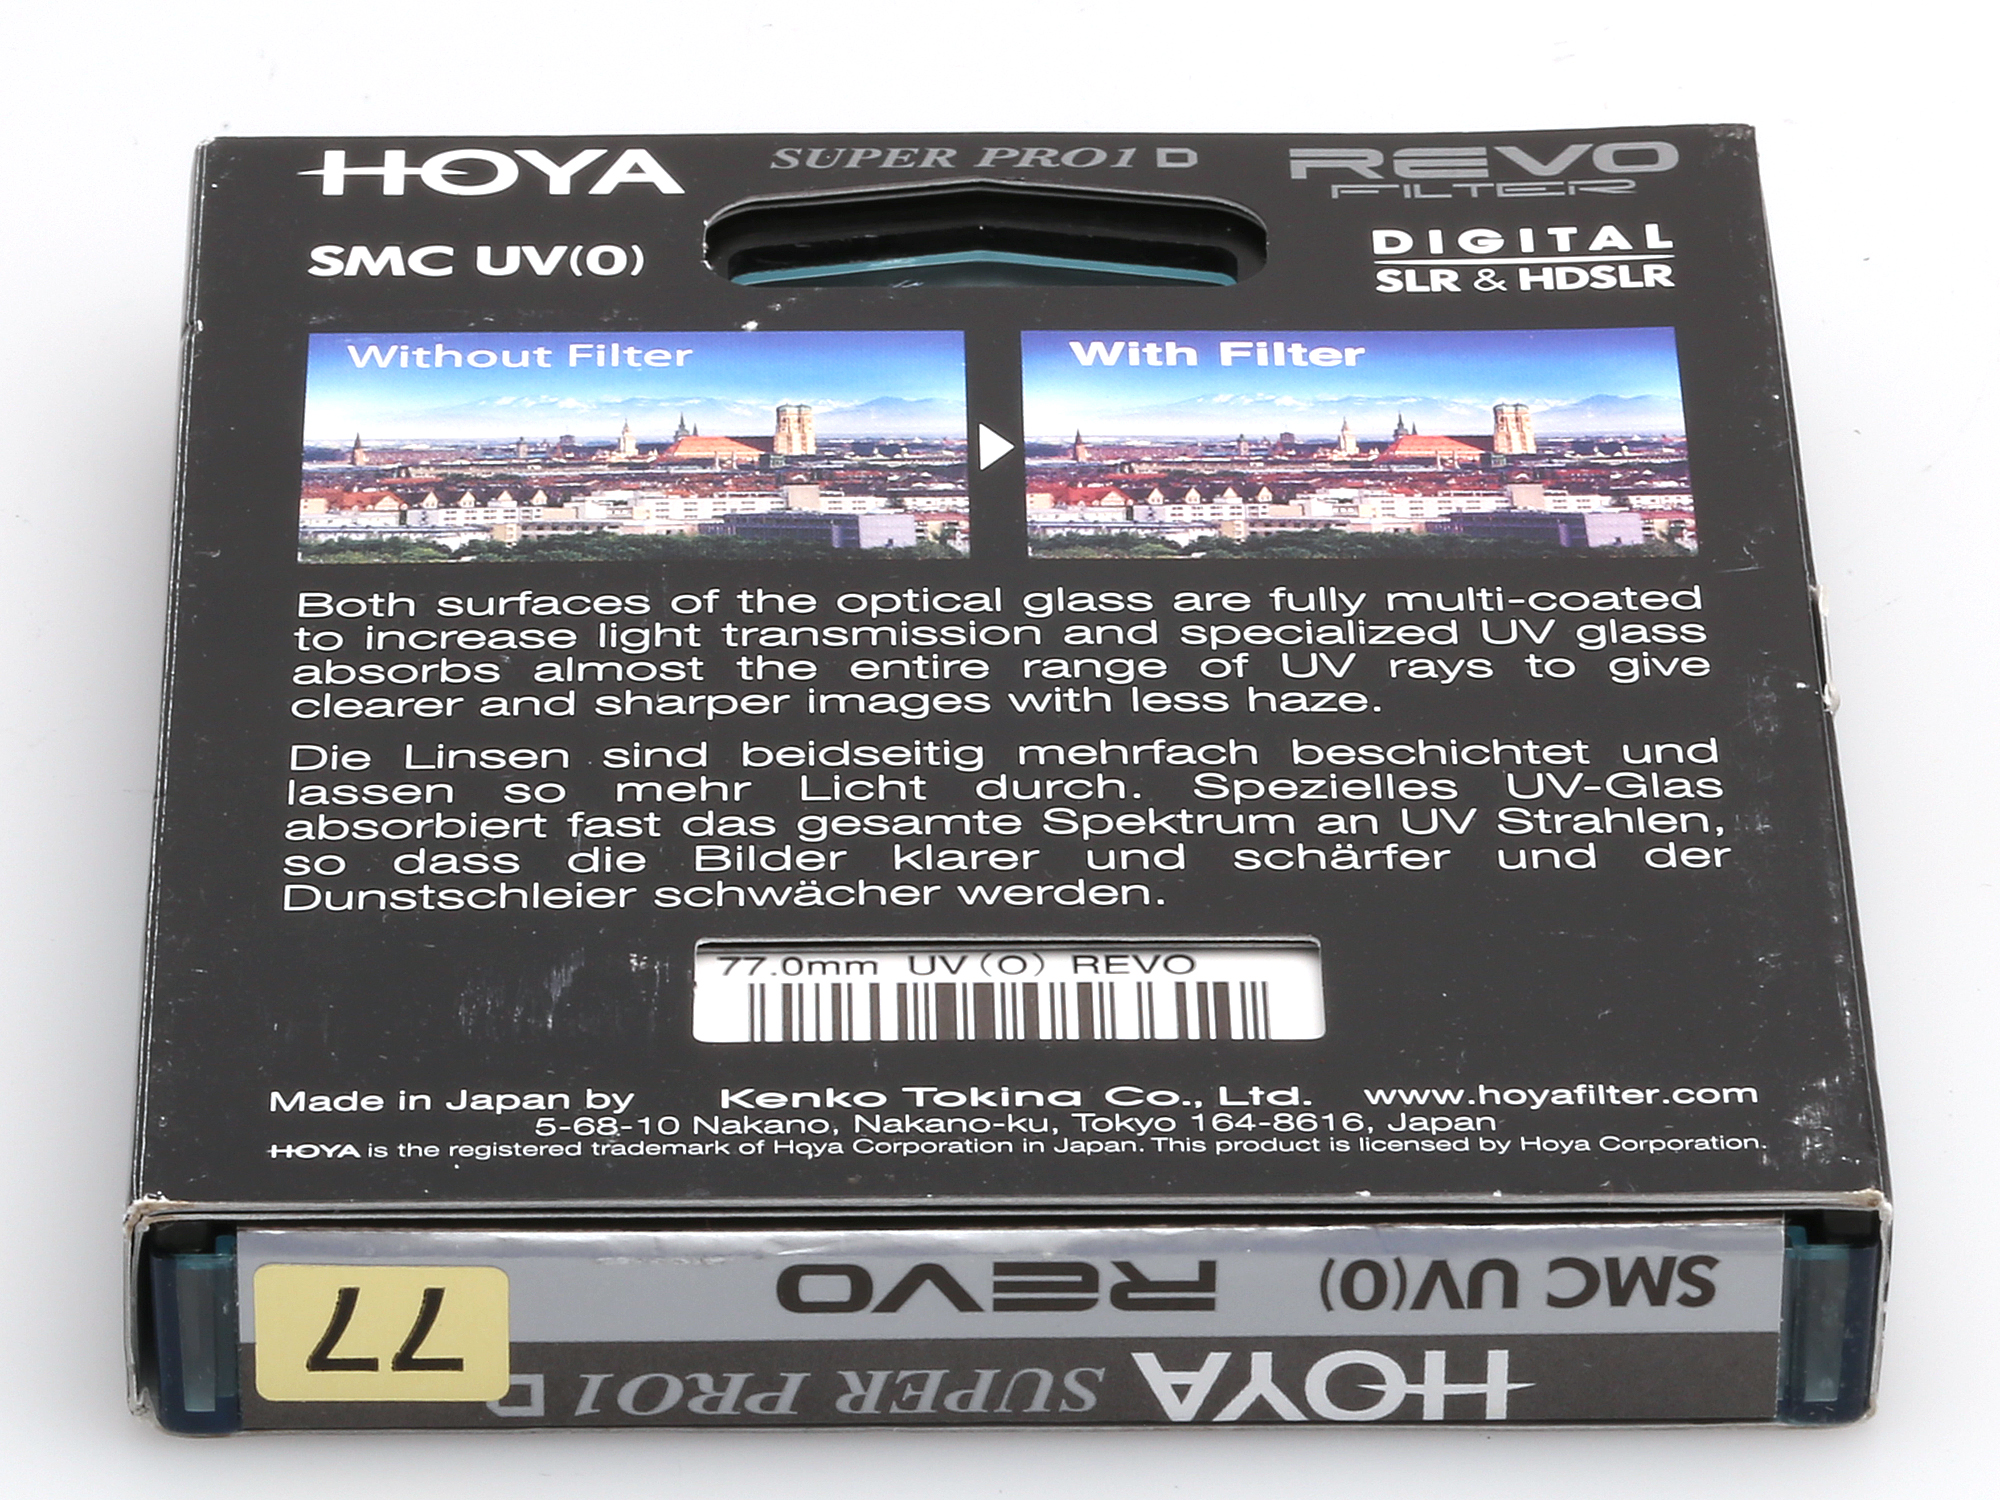 HOYA SUPER PRO1 D REVO
FILTER
SMC UV(0)
DIGITAL
SLR & HDSLR
Without Filter
With Filter
Both surfaces of the optical glass are fully multi-coated
to increase light transmission and specialized UV glass
absorbs almost the entire range of UV rays to give
clearer and sharper images with less haze.
Die Linsen sind beidseitig mehrfach beschichtet und
lassen so mehr Licht durch. Spezielles UV-Glas
absorbiert fast das gesamte Spektrum an UV Strahlen,
so dass die Bilder klarer und schärfer und der
Dunstschleier schwächer werden.
77.0mm UV(O) REVO
Made in Japan by Kenko Tokina Co., Ltd. www.hoyafilter.com
5-68-10 Nakano, Nakano-ku, Tokyo 164-8616, Japan
HOYA is the registered trademark of Hoya Corporation in Japan. This product is licensed by Hoya Corporation.
HOYA SUPER PRO1 D
SMC UV(0) REVO
77